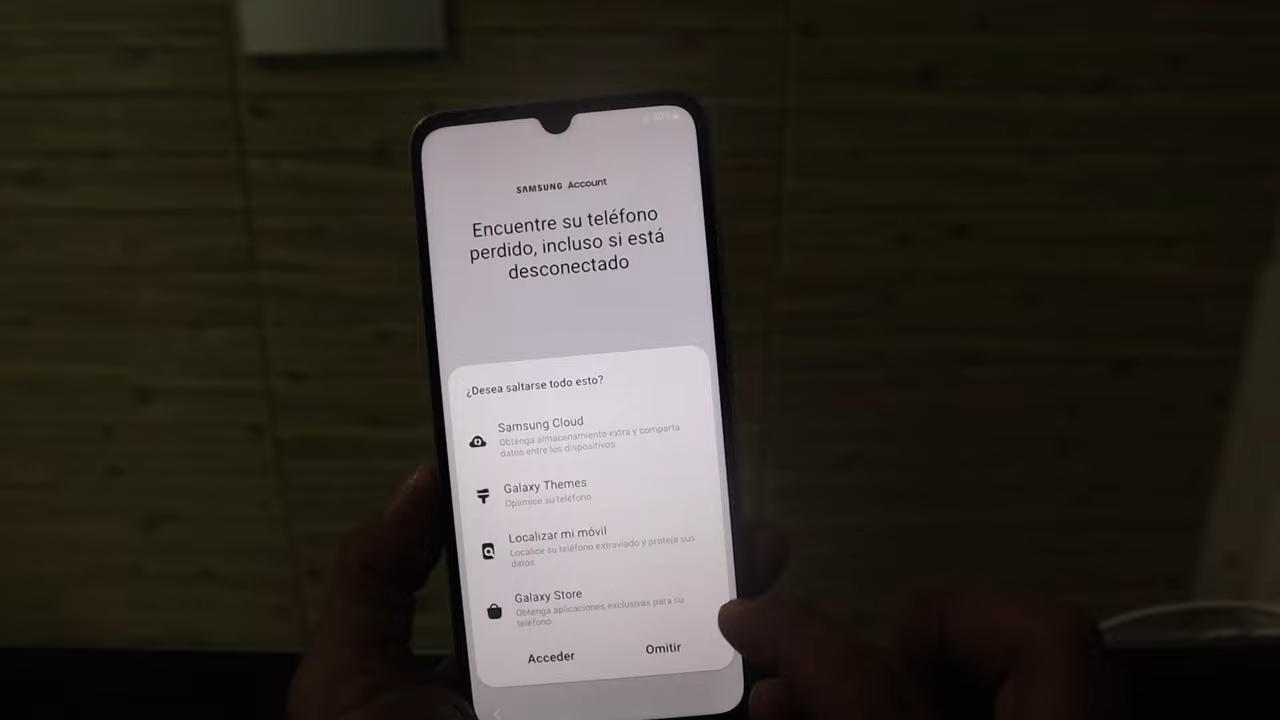 SAMSUNG Account
Encuentre su teléfono
perdido, incluso si está
desconectado
¿Desea saltarse todo esto?
Samsung Cloud
Obtenga almacenamiento extra y comparta
datos entre los dispositivos
Galaxy Themes
Optimice su teléfono
Localizar mi móvil
Localice su teléfono extraviado y proteja sus
datos
Galaxy Store
Obtenga aplicaciones exclusivas para su
teléfono
Acceder
Omitir